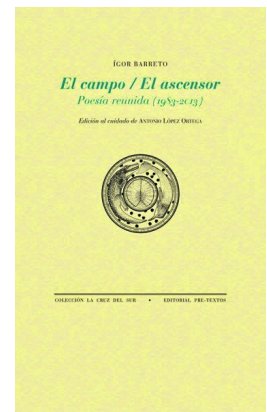 ÍGOR BARRETO
El campo / El ascensor
Poesía reunida (1983-2013)
Edición al cuidado de ANTONIO LÓPEZ ORTEGA
COLECCIÓN LA CRUZ DEL SUR • EDITORIAL PRE-TEXTOS